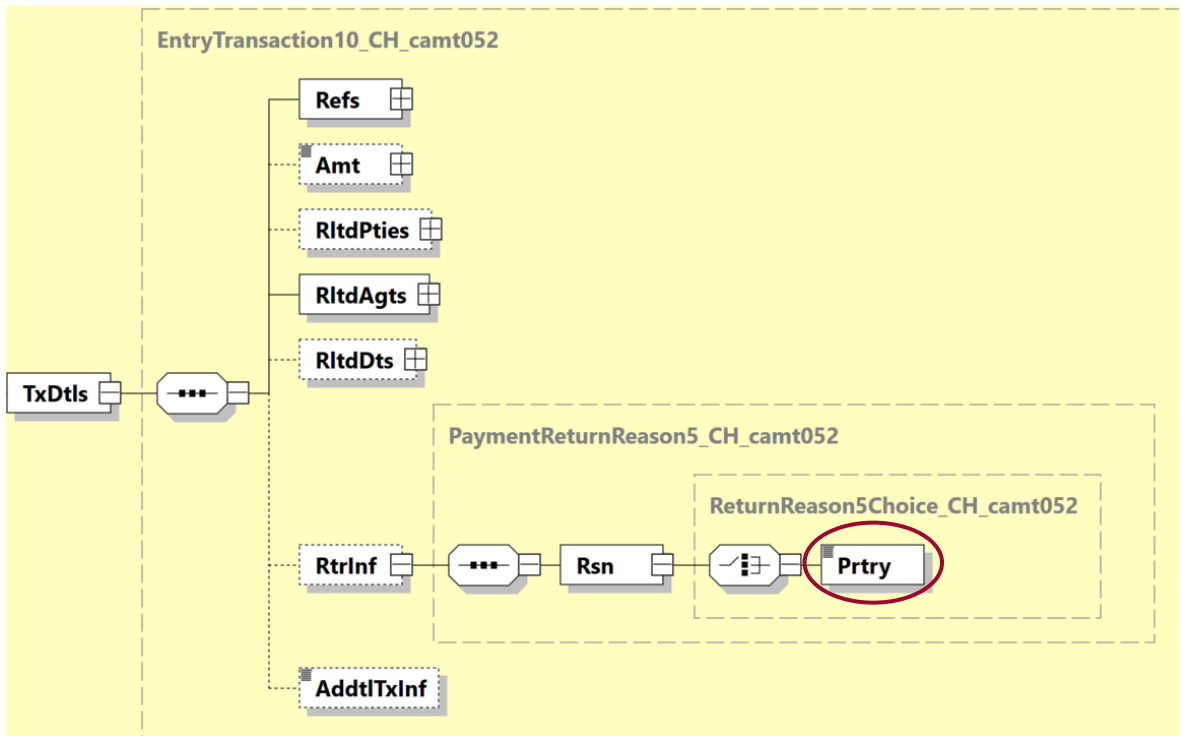 EntryTransaction10_CH_camt052
Refs
Amt
RltdPties
RltdAgts
RltdDts
TxDtls
PaymentReturnReason5_CH_camt052
ReturnReason5Choice_CH_camt052
RtrInf
Rsn
Prtry
AddtlTxInf